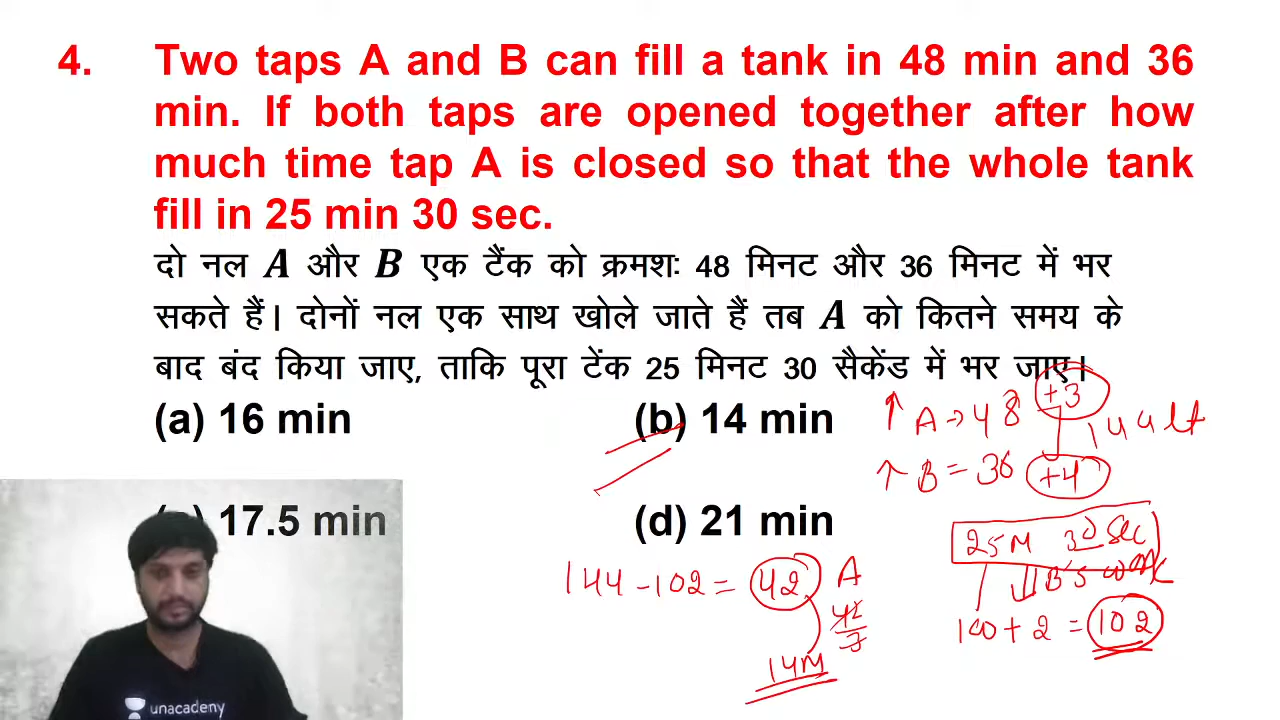 4. Two taps A and B can fill a tank in 48 min and 36
min. If both taps are opened together after how
much time tap A is closed so that the whole tank
fill in 25 min 30 sec.
दो नल A और B एक टैंक को क्रमशः 48 मिनट और 36 मिनट में भर
सकते हैं। दोनों नल एक साथ खोले जाते हैं तब A को कितने समय के
बाद बंद किया जाए, ताकि पूरा टेंक 25 मिनट 30 सैकेंड में भर जाए।
(a) 16 min (b) 14 min
17.5 min (d) 21 min
↑ A → 48 +3
144 lt
↑ B = 36 +4
25M 30 Sec
B's work
100 + 2 = 102
144 - 102 = 42 A
42
3
14M
unacademy